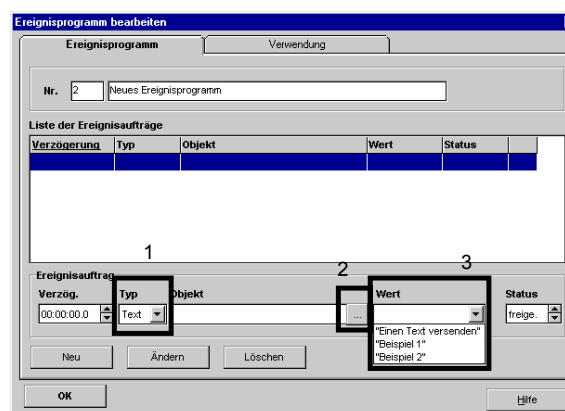 Ereignisprogramm bearbeiten
Ereignisprogramm Verwendung
Nr. 2 Neues Ereignisprogramm
Liste der Ereignisaufträge
Verzögerung Typ Objekt Wert Status
1 2 3
Ereignisauftrag
Verzög. Typ Objekt Wert Status
00:00:00.0 Text ... freige.
"Einen Text versenden"
"Beispiel 1"
"Beispiel 2"
Neu Ändern Löschen
OK Hilfe